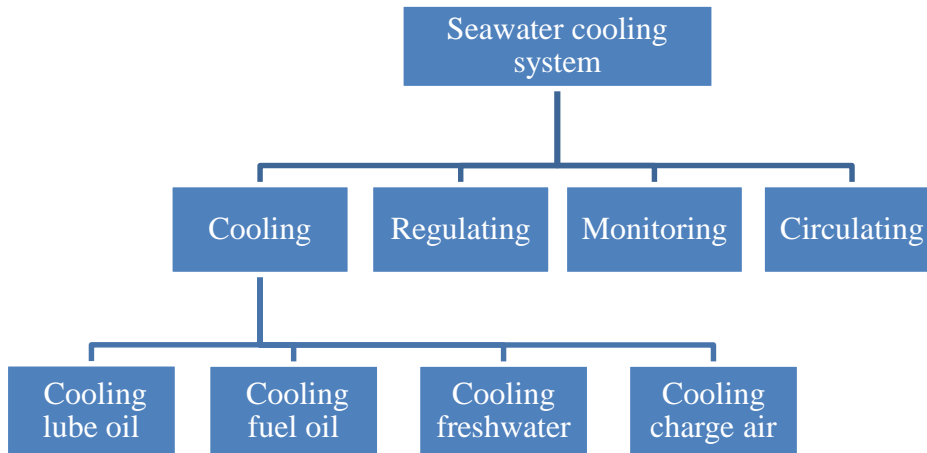 Seawater cooling
system
Cooling
Regulating
Monitoring
Circulating
Cooling
lube oil
Cooling
fuel oil
Cooling
freshwater
Cooling
charge air